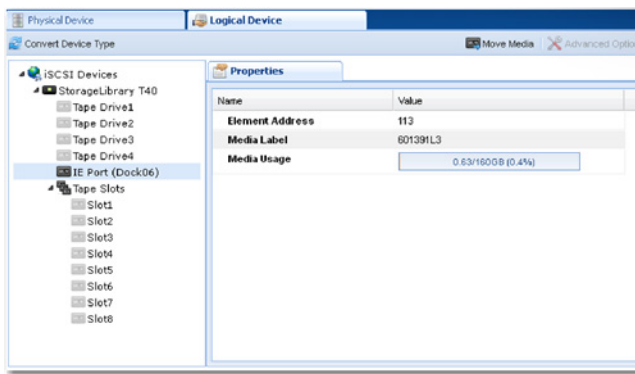 Physical Device
Logical Device
Convert Device Type
Move Media
Advanced Optio
iSCSI Devices
StorageLibrary T40
Tape Drive1
Tape Drive2
Tape Drive3
Tape Drive4
IE Port (Dock06)
Tape Slots
Slot1
Slot2
Slot3
Slot4
Slot5
Slot6
Slot7
Slot8
Properties
Name Value
Element Address 113
Media Label 601391L3
Media Usage 0.63/160GB (0.4%)